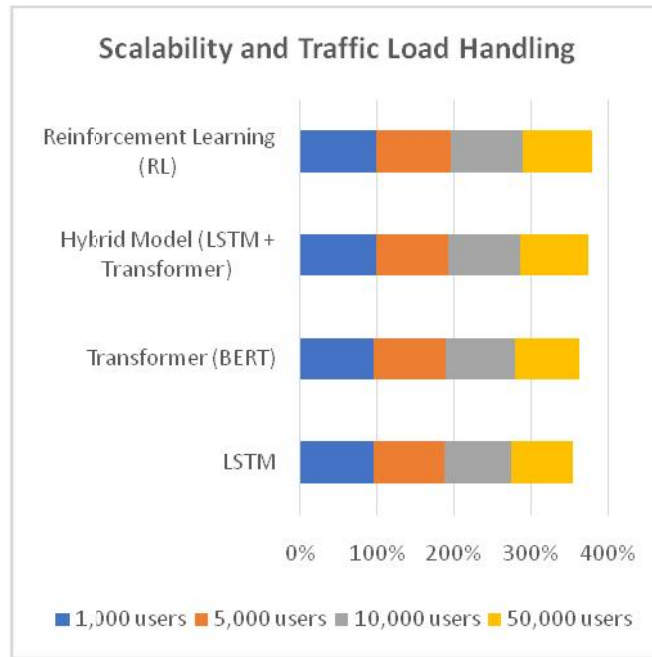 Scalability and Traffic Load Handling
Reinforcement Learning
(RL)
Hybrid Model (LSTM +
Transformer)
Transformer (BERT)
LSTM
0% 100% 200% 300% 400%
1,000 users 5,000 users 10,000 users 50,000 users